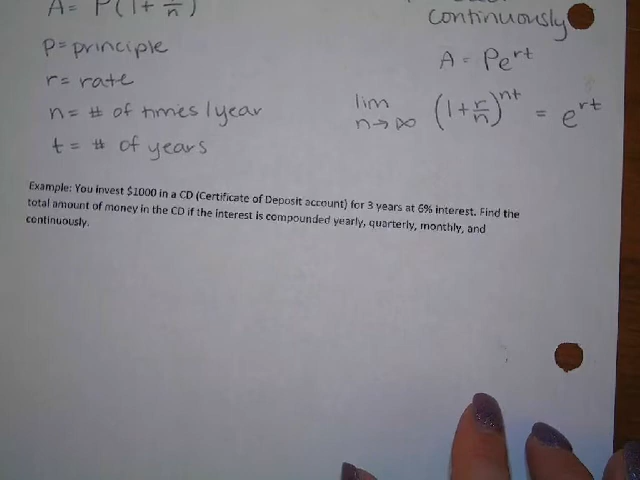 A = P(1 + r/n)
continuously
p = principle
A = Pe^rt
r = rate
n = # of times / year
lim n→∞ (1 + r/n)^nt = e^rt
t = # of years
Example: You invest $1000 in a CD (Certificate of Deposit account) for 3 years at 6% interest. Find the
total amount of money in the CD if the interest is compounded yearly, quarterly, monthly, and
continuously.